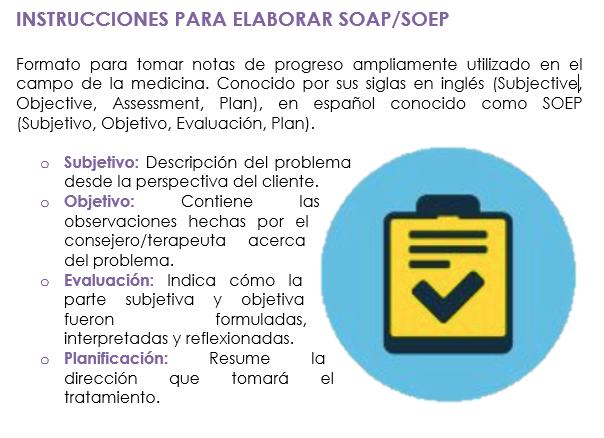 INSTRUCCIONES PARA ELABORAR SOAP/SOEP
Formato para tomar notas de progreso ampliamente utilizado en el
campo de la medicina. Conocido por sus siglas en inglés (Subjective,
Objective, Assessment, Plan), en español conocido como SOEP
(Subjetivo, Objetivo, Evaluación, Plan).
o Subjetivo: Descripción del problema
desde la perspectiva del cliente.
o Objetivo: Contiene las
observaciones hechas por el
consejero/terapeuta acerca
del problema.
o Evaluación: Indica cómo la
parte subjetiva y objetiva
fueron formuladas,
interpretadas y reflexionadas.
o Planificación: Resume la
dirección que tomará el
tratamiento.